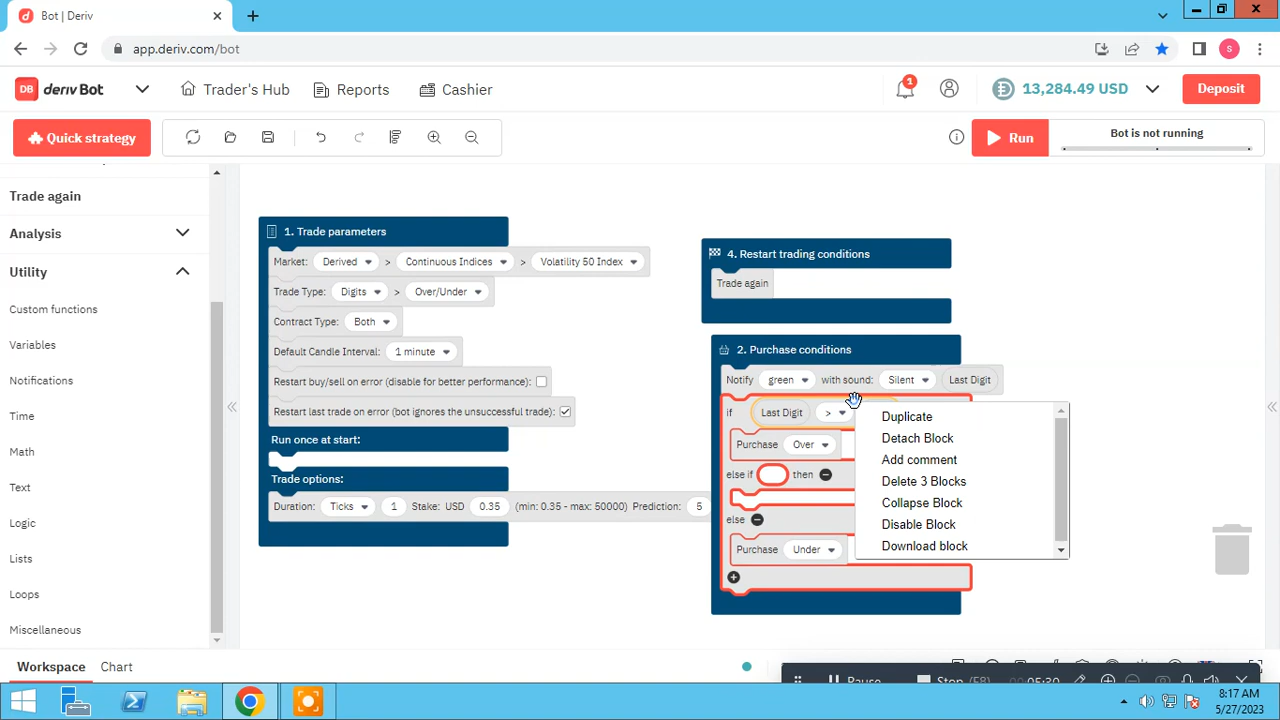 Bot | Deriv
app.deriv.com/bot
S
DB deriv Bot
Trader's Hub
Reports
Cashier
1
13,284.49 USD
Deposit
Quick strategy
Run
Bot is not running
Trade again
Analysis
Utility
Custom functions
Variables
Notifications
Time
Math
Text
Logic
Lists
Loops
Miscellaneous
1. Trade parameters
Market: Derived > Continuous Indices > Volatility 50 Index
Trade Type: Digits > Over/Under
Contract Type: Both
Default Candle Interval: 1 minute
Restart buy/sell on error (disable for better performance):
Restart last trade on error (bot ignores the unsuccessful trade):
Run once at start:
Trade options:
Duration: Ticks 1 Stake: USD 0.35 (min: 0.35 - max: 50000) Prediction: 5
4. Restart trading conditions
Trade again
2. Purchase conditions
Notify green with sound: Silent Last Digit
if Last Digit >
Purchase Over
else if then
else
Purchase Under
Duplicate
Detach Block
Add comment
Delete 3 Blocks
Collapse Block
Disable Block
Download block
Workspace
Chart
Pause
Stop (F8)
00:05:30
8:17 AM
5/27/2023